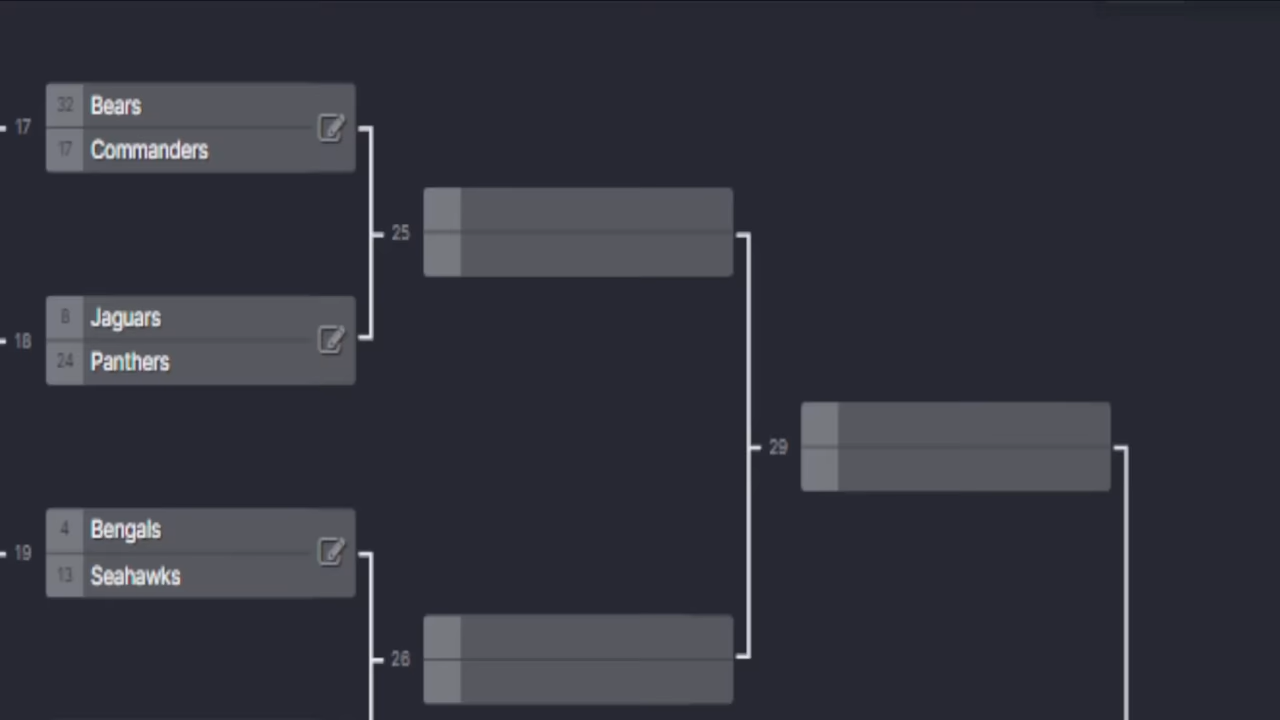 17
32 Bears
17 Commanders
25
18
8 Jaguars
24 Panthers
29
19
4 Bengals
13 Seahawks
26